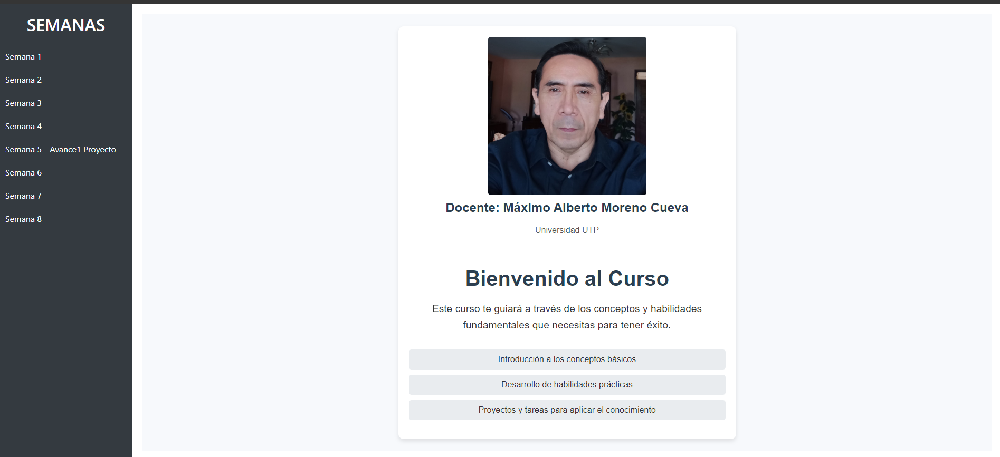 SEMANAS
Semana 1
Semana 2
Semana 3
Semana 4
Semana 5 - Avance1 Proyecto
Semana 6
Semana 7
Semana 8
Docente: Máximo Alberto Moreno Cueva
Universidad UTP
Bienvenido al Curso
Este curso te guiará a través de los conceptos y habilidades
fundamentales que necesitas para tener éxito.
Introducción a los conceptos básicos
Desarrollo de habilidades prácticas
Proyectos y tareas para aplicar el conocimiento